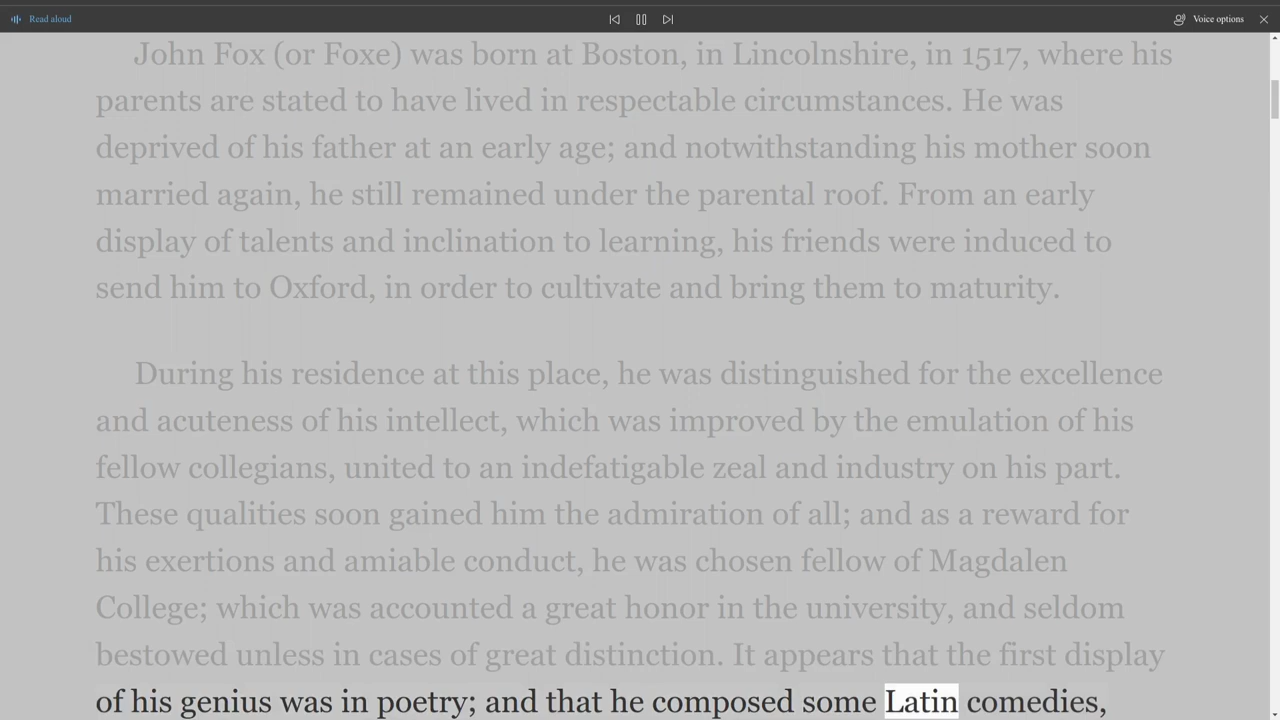 Read aloud
Voice options
John Fox (or Foxe) was born at Boston, in Lincolnshire, in 1517, where his
parents are stated to have lived in respectable circumstances. He was
deprived of his father at an early age; and notwithstanding his mother soon
married again, he still remained under the parental roof. From an early
display of talents and inclination to learning, his friends were induced to
send him to Oxford, in order to cultivate and bring them to maturity.
During his residence at this place, he was distinguished for the excellence
and acuteness of his intellect, which was improved by the emulation of his
fellow collegians, united to an indefatigable zeal and industry on his part.
These qualities soon gained him the admiration of all; and as a reward for
his exertions and amiable conduct, he was chosen fellow of Magdalen
College; which was accounted a great honor in the university, and seldom
bestowed unless in cases of great distinction. It appears that the first display
of his genius was in poetry; and that he composed some Latin comedies,